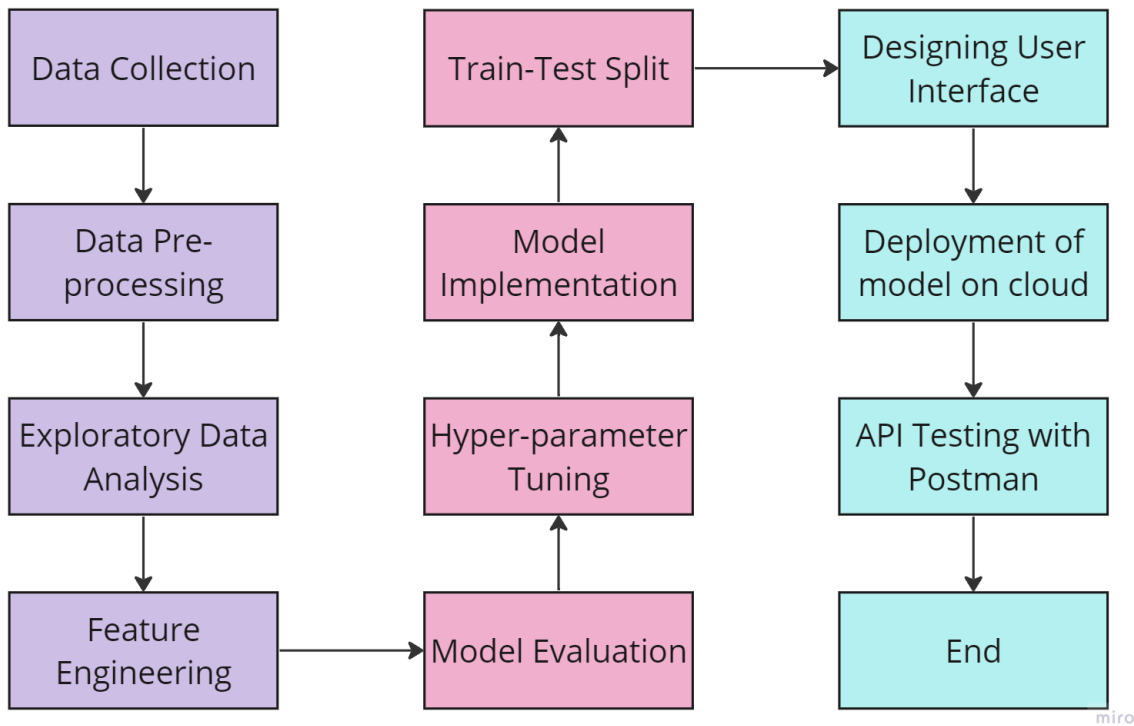 Data Collection
Data Pre-
processing
Exploratory Data
Analysis
Feature
Engineering
Model Evaluation
Hyper-parameter
Tuning
Model
Implementation
Train-Test Split
Designing User
Interface
Deployment of
model on cloud
API Testing with
Postman
End
miro